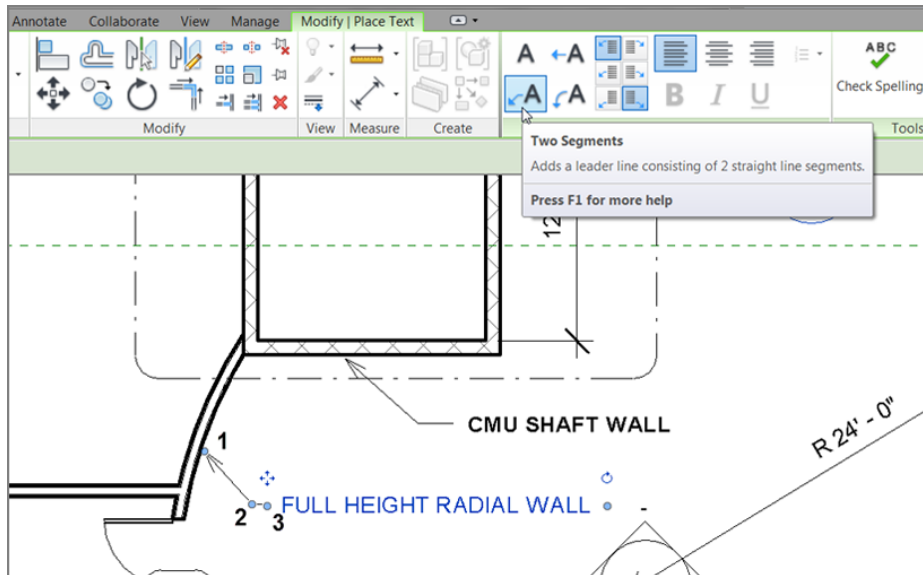 Annotate Collaborate View Manage Modify | Place Text
A A
A A
B I U
ABC
Check Spelling
Modify View Measure Create Tools
Two Segments
Adds a leader line consisting of 2 straight line segments.
Press F1 for more help
12
CMU SHAFT WALL
R 24' - 0"
1
2 3 FULL HEIGHT RADIAL WALL
-